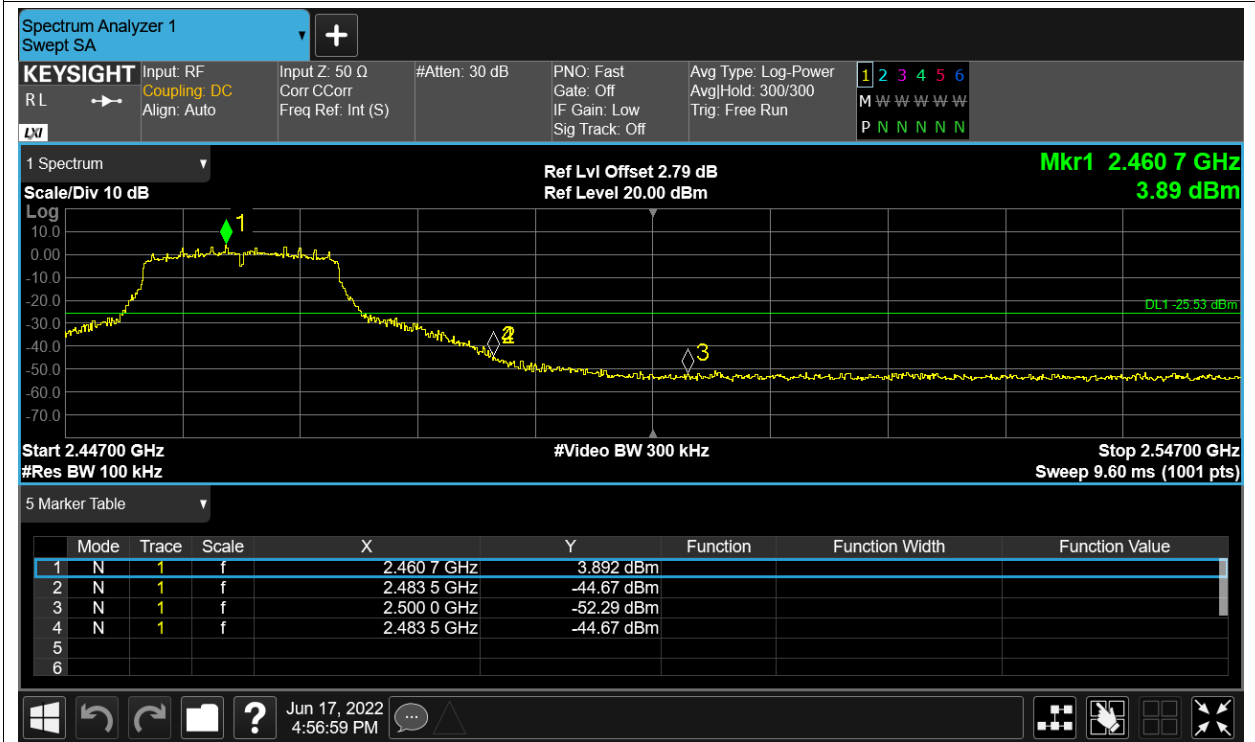 Spectrum Analyzer 1
Swept SA
+
KEYSIGHT
R L
LXI
Input: RF
Coupling: DC
Align: Auto
Input Z: 50 Ω
Corr CCorr
Freq Ref: Int (S)
#Atten: 30 dB
PNO: Fast
Gate: Off
IF Gain: Low
Sig Track: Off
Avg Type: Log-Power
Avg|Hold: 300/300
Trig: Free Run
1 2 3 4 5 6
M W W W W W
P N N N N N
1 Spectrum
Scale/Div 10 dB
Ref Lvl Offset 2.79 dB
Ref Level 20.00 dBm
Mkr1 2.460 7 GHz
3.89 dBm
Log
10.0
0.00
-10.0
-20.0
-30.0
-40.0
-50.0
-60.0
-70.0
1
3
DL1 -25.53 dBm
Start 2.44700 GHz
#Res BW 100 kHz
#Video BW 300 kHz
Stop 2.54700 GHz
Sweep 9.60 ms (1001 pts)
5 Marker Table
Mode Trace Scale X Y Function Function Width Function Value
1 N 1 f 2.460 7 GHz 3.892 dBm
2 N 1 f 2.483 5 GHz -44.67 dBm
3 N 1 f 2.500 0 GHz -52.29 dBm
4 N 1 f 2.483 5 GHz -44.67 dBm
5
6
?
Jun 17, 2022
4:56:59 PM